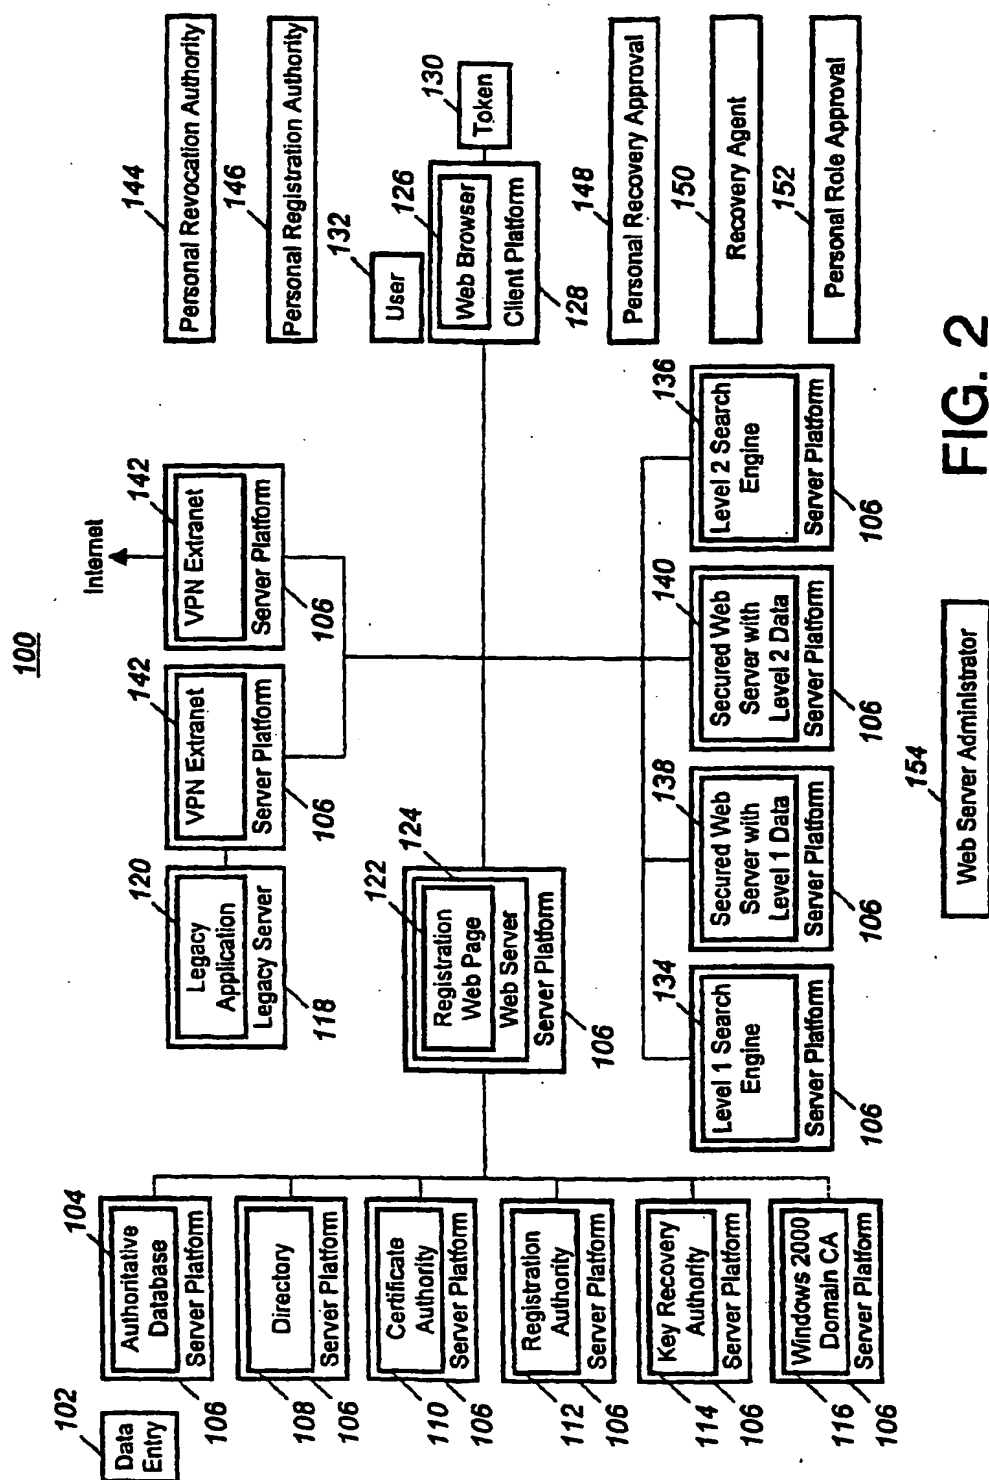 100
102
Data
Entry
104
Authoritative
Database
Server Platform
106
Directory
Server Platform
108
106
Certificate
Authority
Server Platform
110
106
Registration
Authority
Server Platform
112
106
Key Recovery
Authority
Server Platform
114
106
Windows 2000
Domain CA
Server Platform
116
106
120
Legacy
Application
Legacy Server
118
142
VPN Extranet
Server Platform
106
Internet
142
VPN Extranet
Server Platform
106
124
122
Registration
Web Page
Web Server
Server Platform
106
134
Level 1 Search
Engine
Server Platform
106
138
Secured Web
Server with
Level 1 Data
Server Platform
106
140
Secured Web
Server with
Level 2 Data
Server Platform
106
136
Level 2 Search
Engine
Server Platform
106
144
Personal Revocation Authority
146
Personal Registration Authority
132
User
126
Web Browser
Client Platform
128
130
Token
148
Personal Recovery Approval
150
Recovery Agent
152
Personal Role Approval
154
Web Server Administrator
FIG. 2